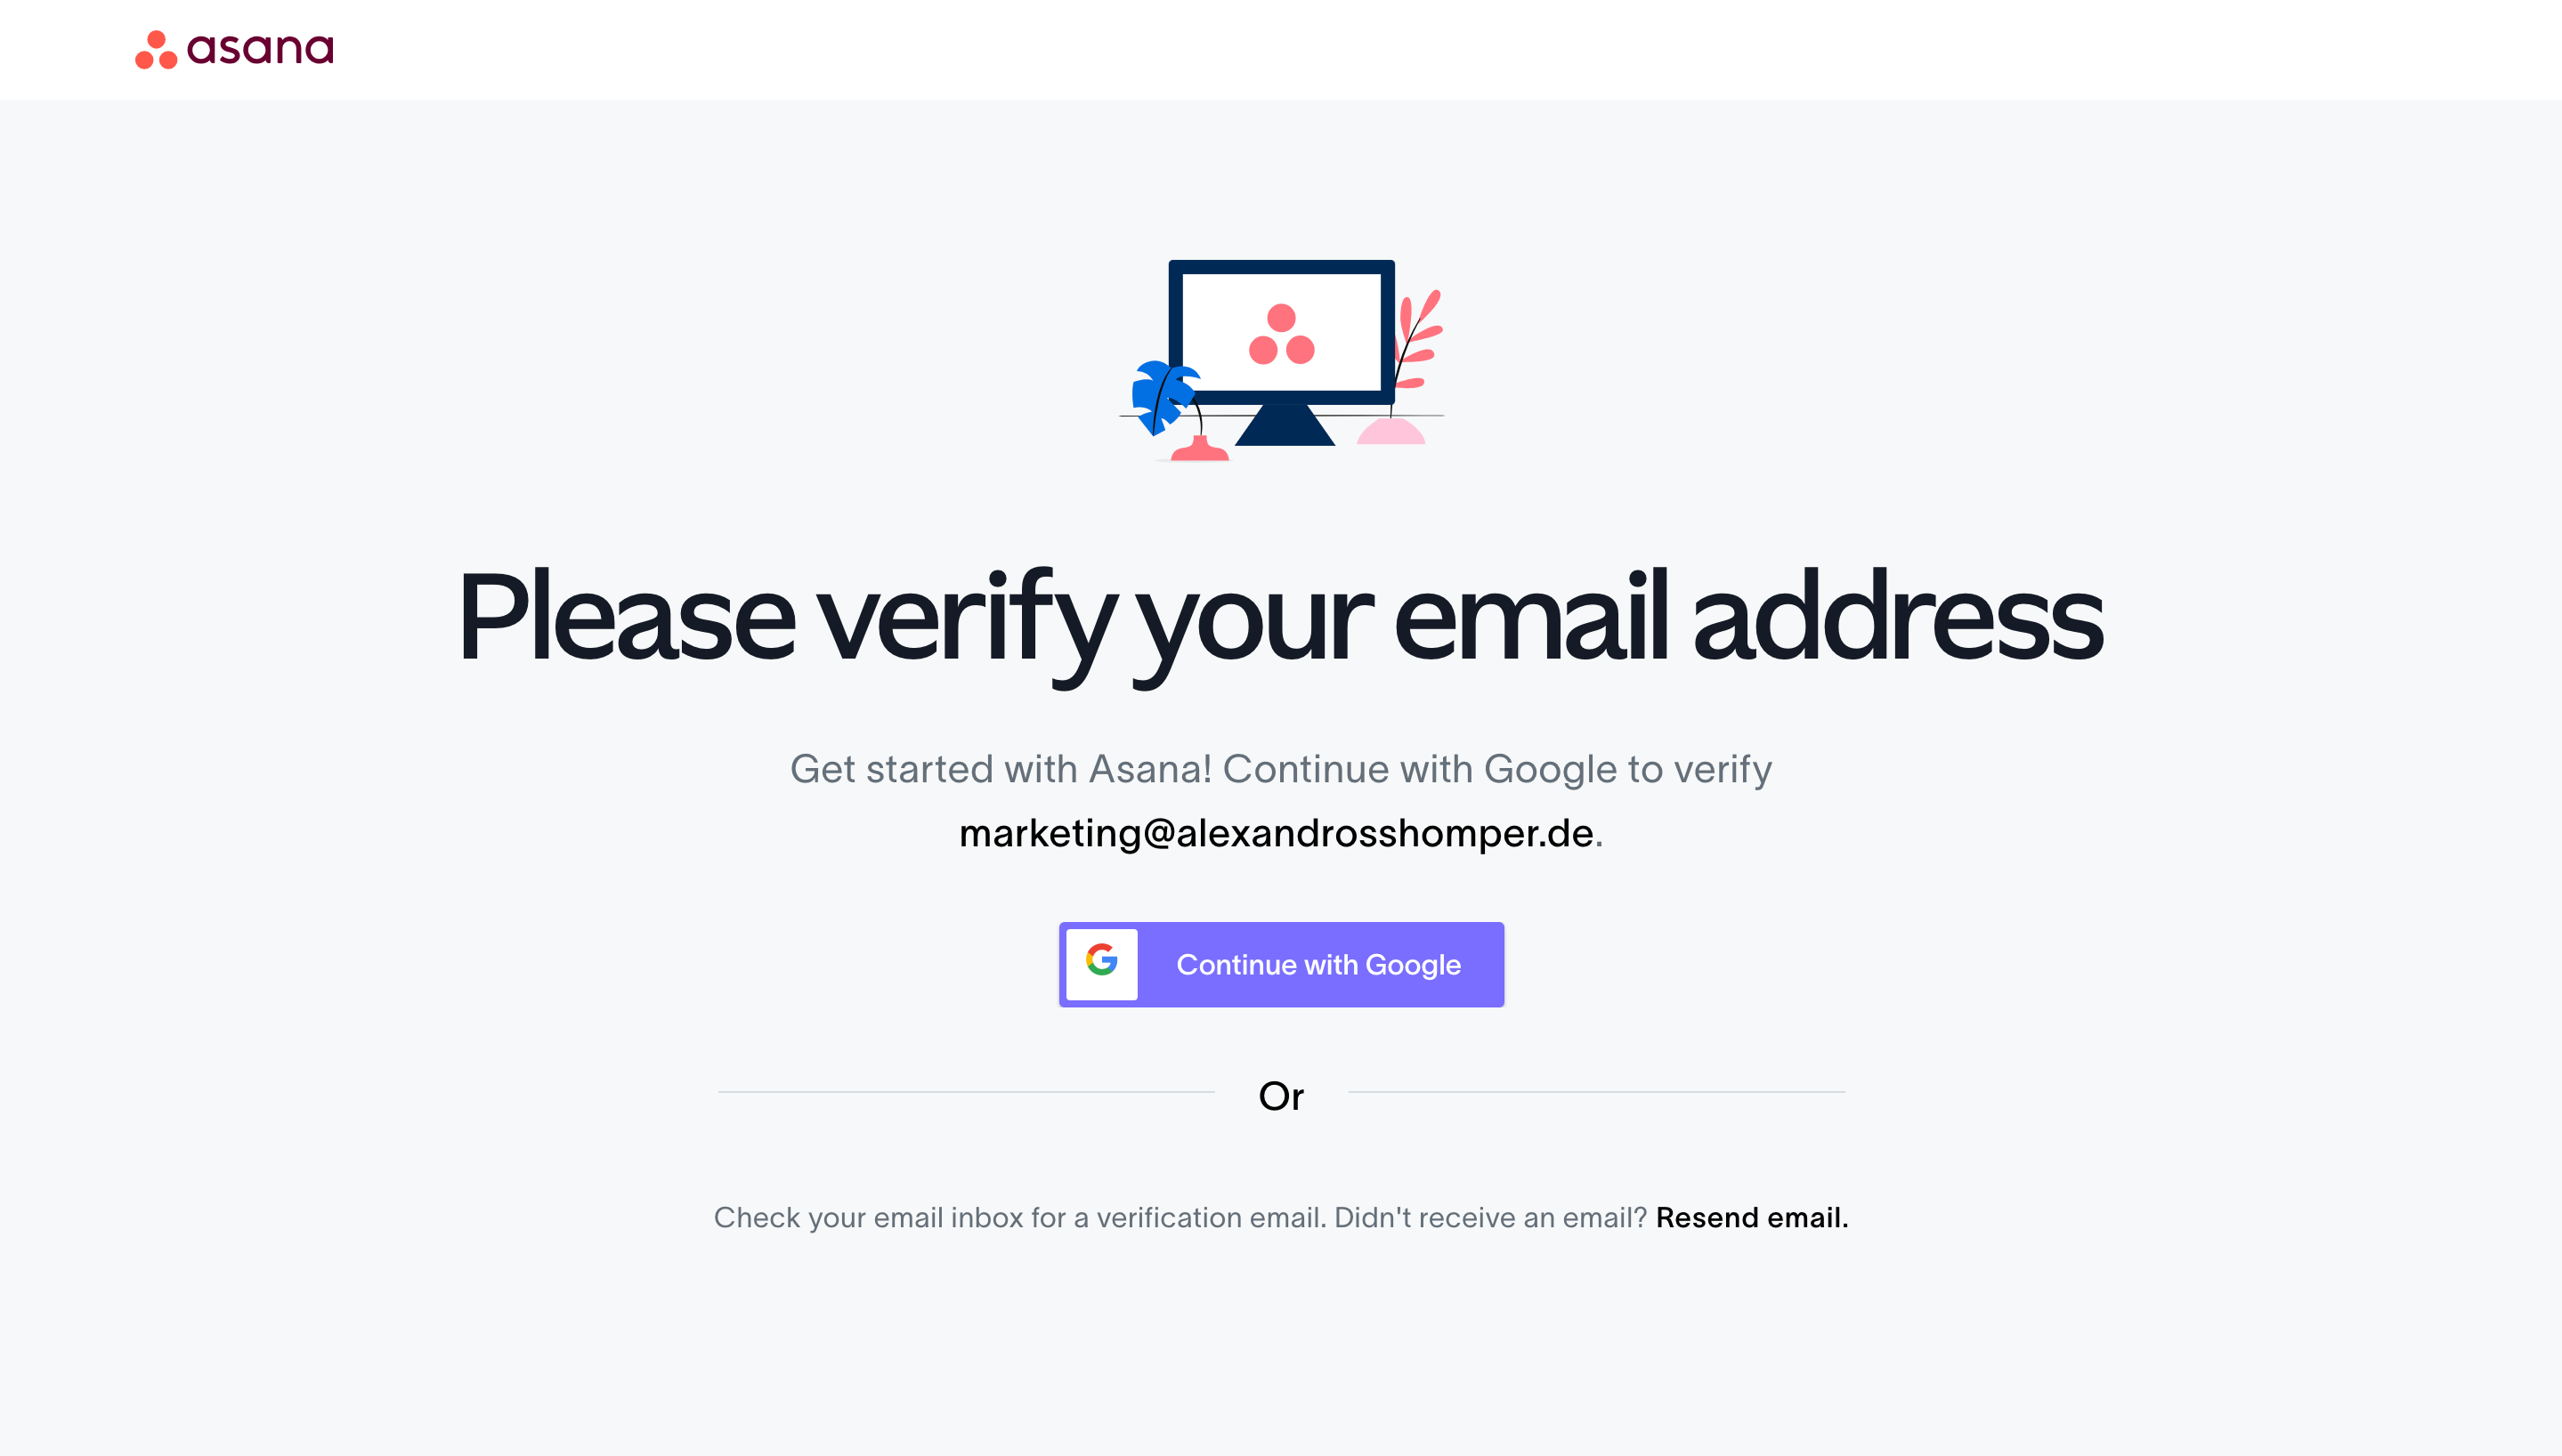 asana
Please verify your email address
Get started with Asana! Continue with Google to verify
marketing@alexandrosshomper.de.
Continue with Google
Or
Check your email inbox for a verification email. Didn't receive an email? Resend email.